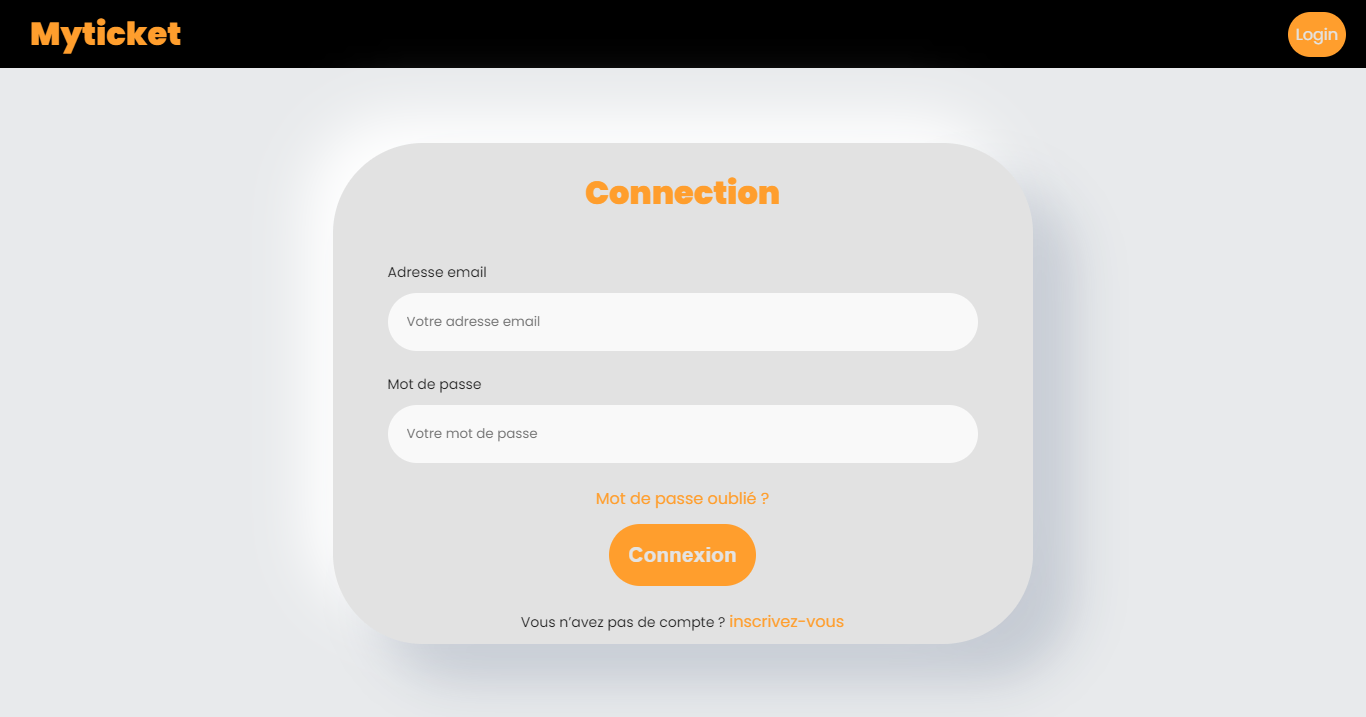 Myticket
Login
Connection
Adresse email
Votre adresse email
Mot de passe
Votre mot de passe
Mot de passe oublié ?
Connexion
Vous n’avez pas de compte ? inscrivez-vous